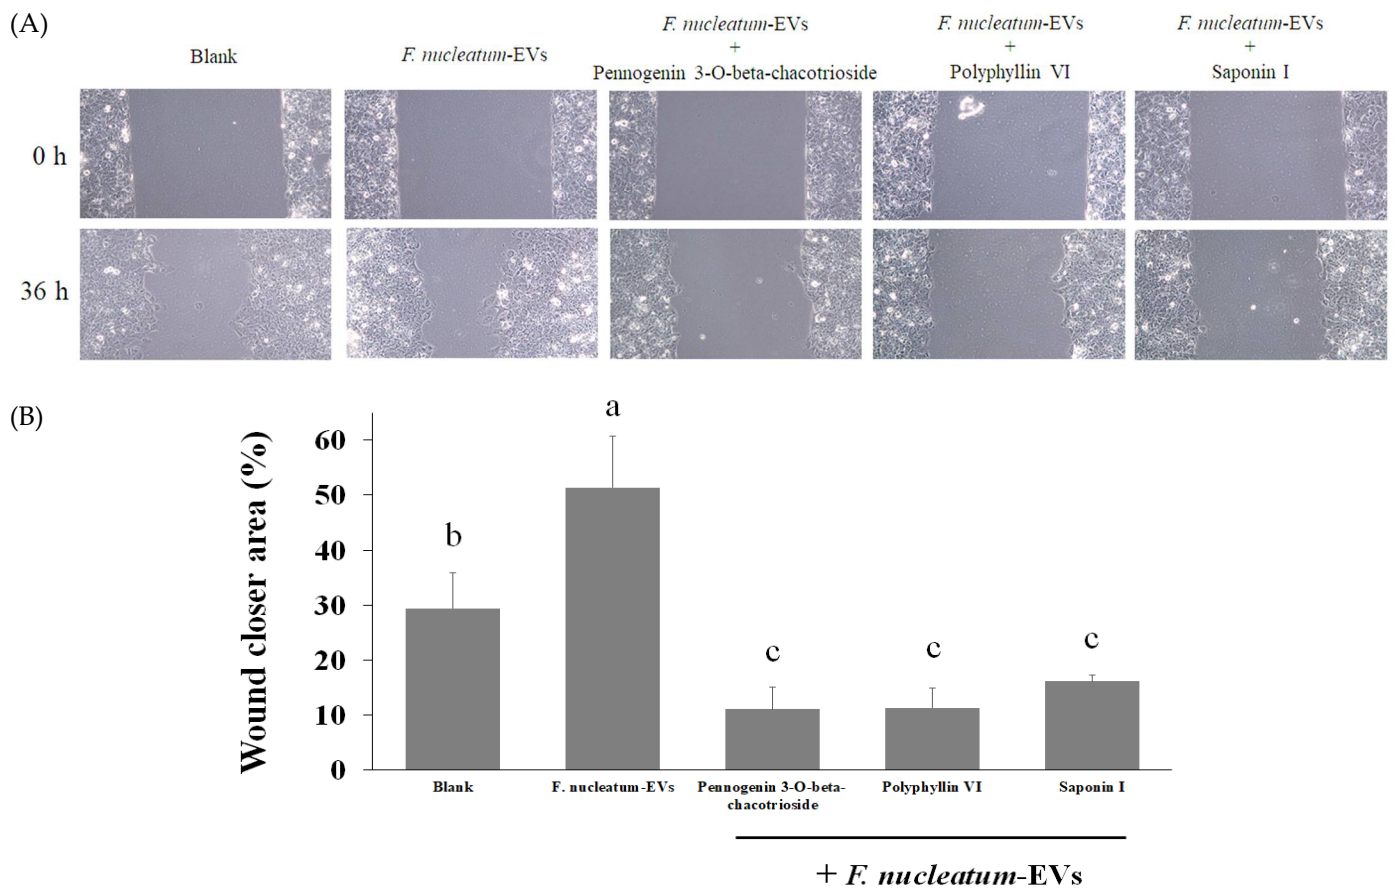 (A)
Blank
F. nucleatum-EVs
F. nucleatum-EVs
+
Pennogenin 3-O-beta-chacotrioside
F. nucleatum-EVs
+
Polyphyllin VI
F. nucleatum-EVs
+
Saponin I
0 h
36 h
(B)
Wound closer area (%)
60
50
40
30
20
10
0
b
a
c
c
c
Blank
F. nucleatum-EVs
Pennogenin 3-O-beta-
chacotrioside
Polyphyllin VI
Saponin I
+ F. nucleatum-EVs